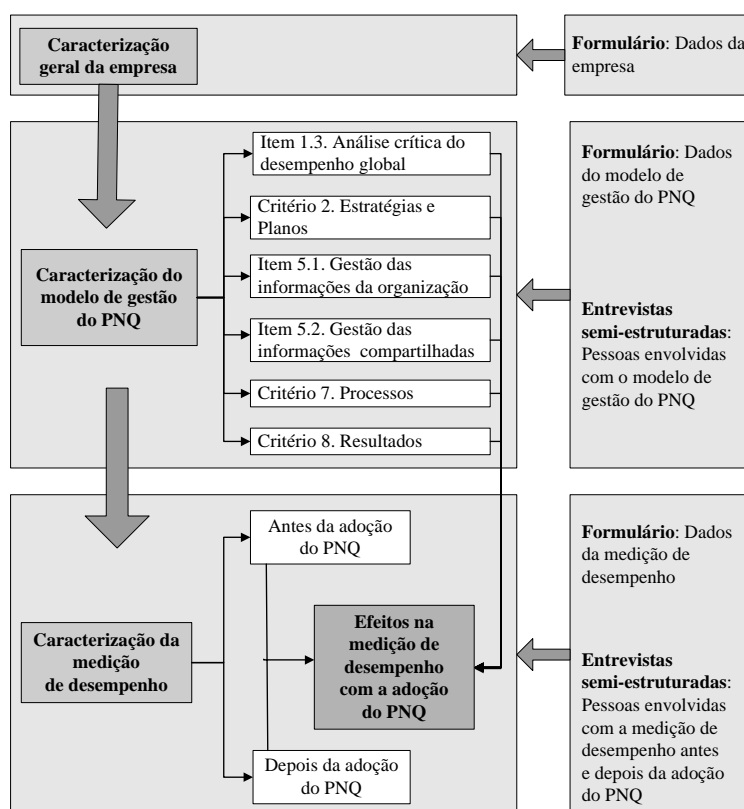 Caracterização
geral da empresa
Formulário: Dados da
empresa
Item 1.3. Análise crítica do
desempenho global
Critério 2. Estratégias e
Planos
Caracterização do
modelo de gestão
do PNQ
Item 5.1. Gestão das
informações da organização
Item 5.2. Gestão das
informações compartilhadas
Critério 7. Processos
Critério 8. Resultados
Formulário: Dados
do modelo de
gestão do PNQ
Entrevistas
semi-estruturadas:
Pessoas envolvidas
com o modelo de
gestão do PNQ
Antes da adoção
do PNQ
Caracterização da
medição
de desempenho
Efeitos na
medição de
desempenho
com a adoção
do PNQ
Depois da adoção
do PNQ
Formulário: Dados
da medição de
desempenho
Entrevistas
semi-estruturadas:
Pessoas envolvidas
com a medição de
desempenho antes
e depois da adoção
do PNQ